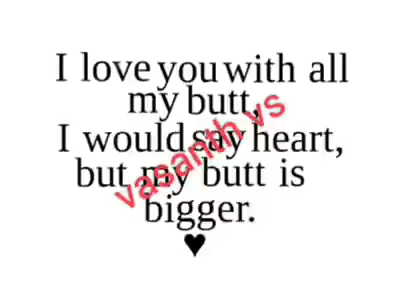 I love you with all
my butt,
I would say heart,
but my butt is
bigger.
♥
vasanth vs